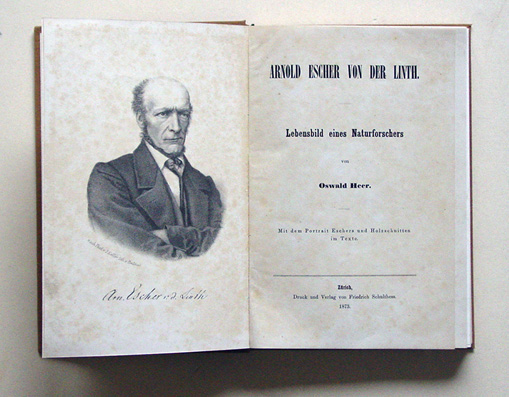 Arn. Escher v d Linth
ARNOLD ESCHER VON DER LINTH.
Lebensbild eines Naturforschers
von
Oswald Heer.
Mit dem Portrait Eschers und Holzschnitten
im Texte.
Zürich,
Druck und Verlag von Friedrich Schulthess.
1873.